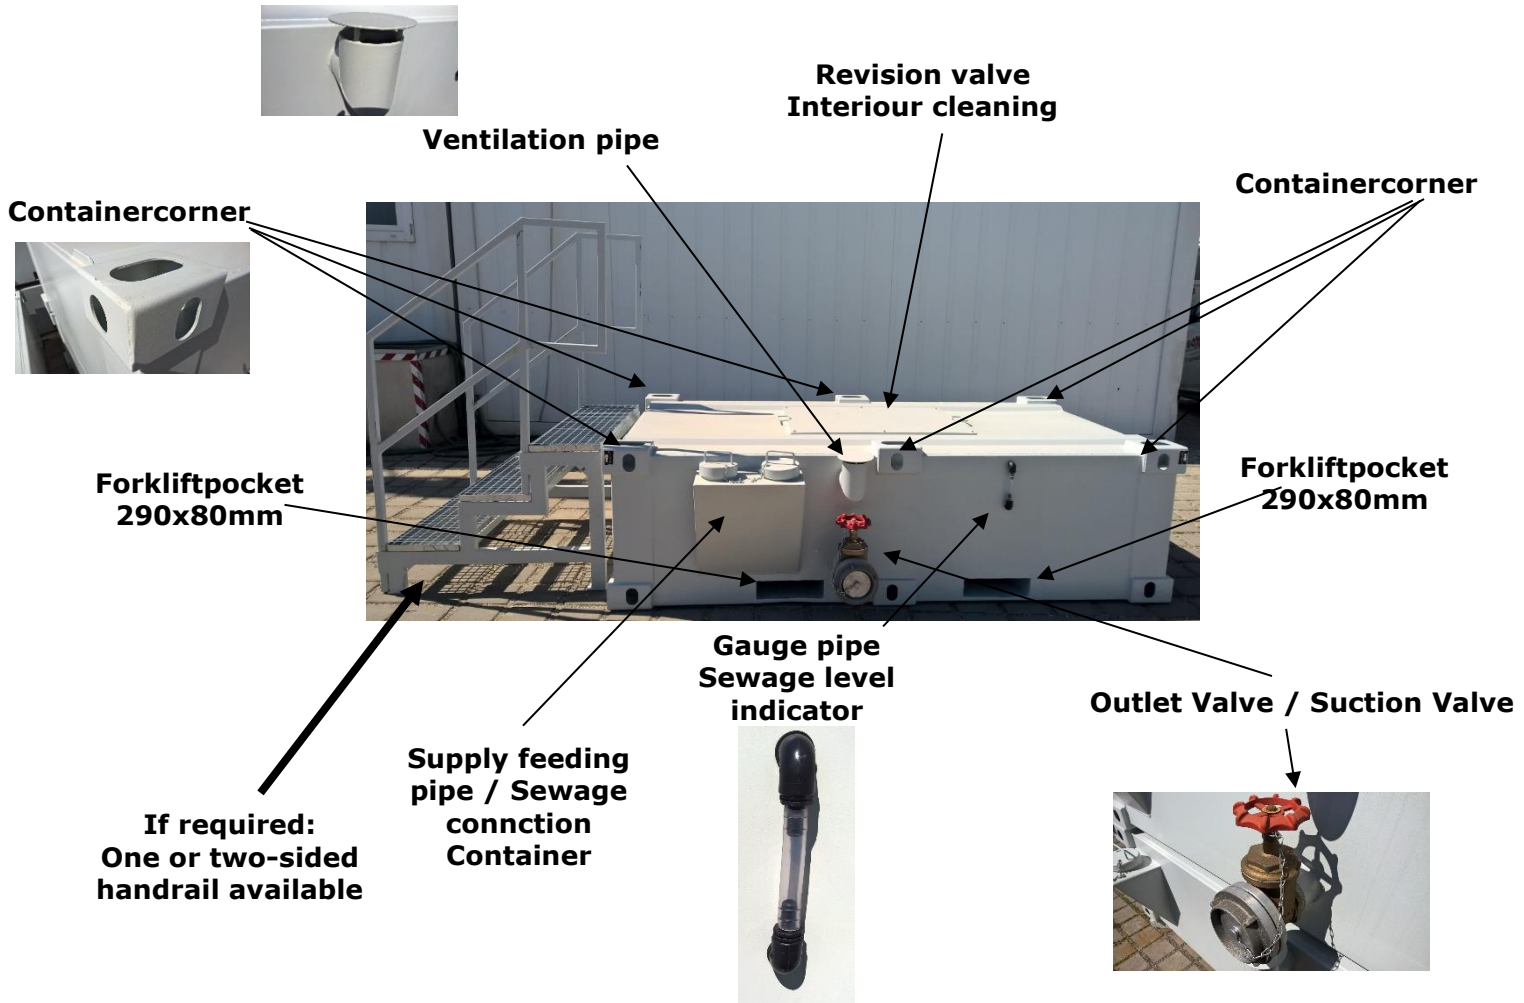 Revision valve
Interiour cleaning
Ventilation pipe
Containercorner
Containercorner
Forkliftpocket
290x80mm
Forkliftpocket
290x80mm
Gauge pipe
Sewage level
indicator
Outlet Valve / Suction Valve
Supply feeding
pipe / Sewage
connction
Container
If required:
One or two-sided
handrail available